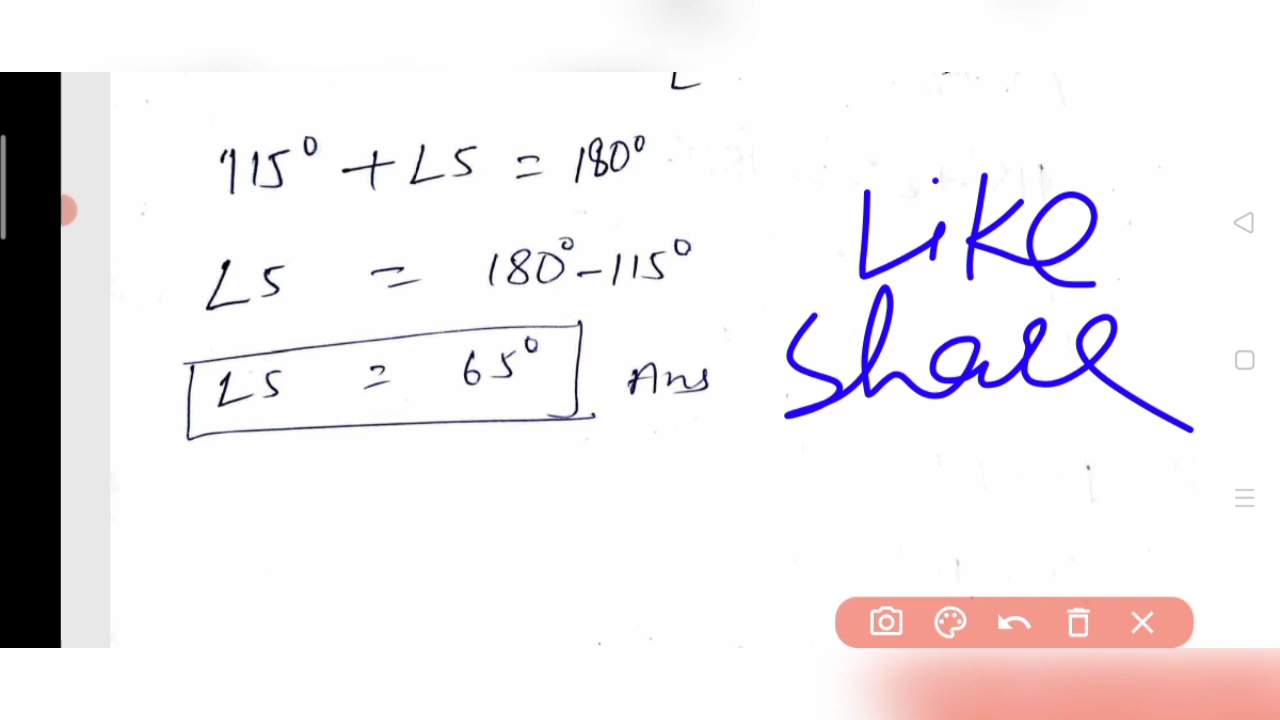 115° + ∠5 = 180°
∠5 = 180° - 115°
∠5 = 65° Ans
Like
Share